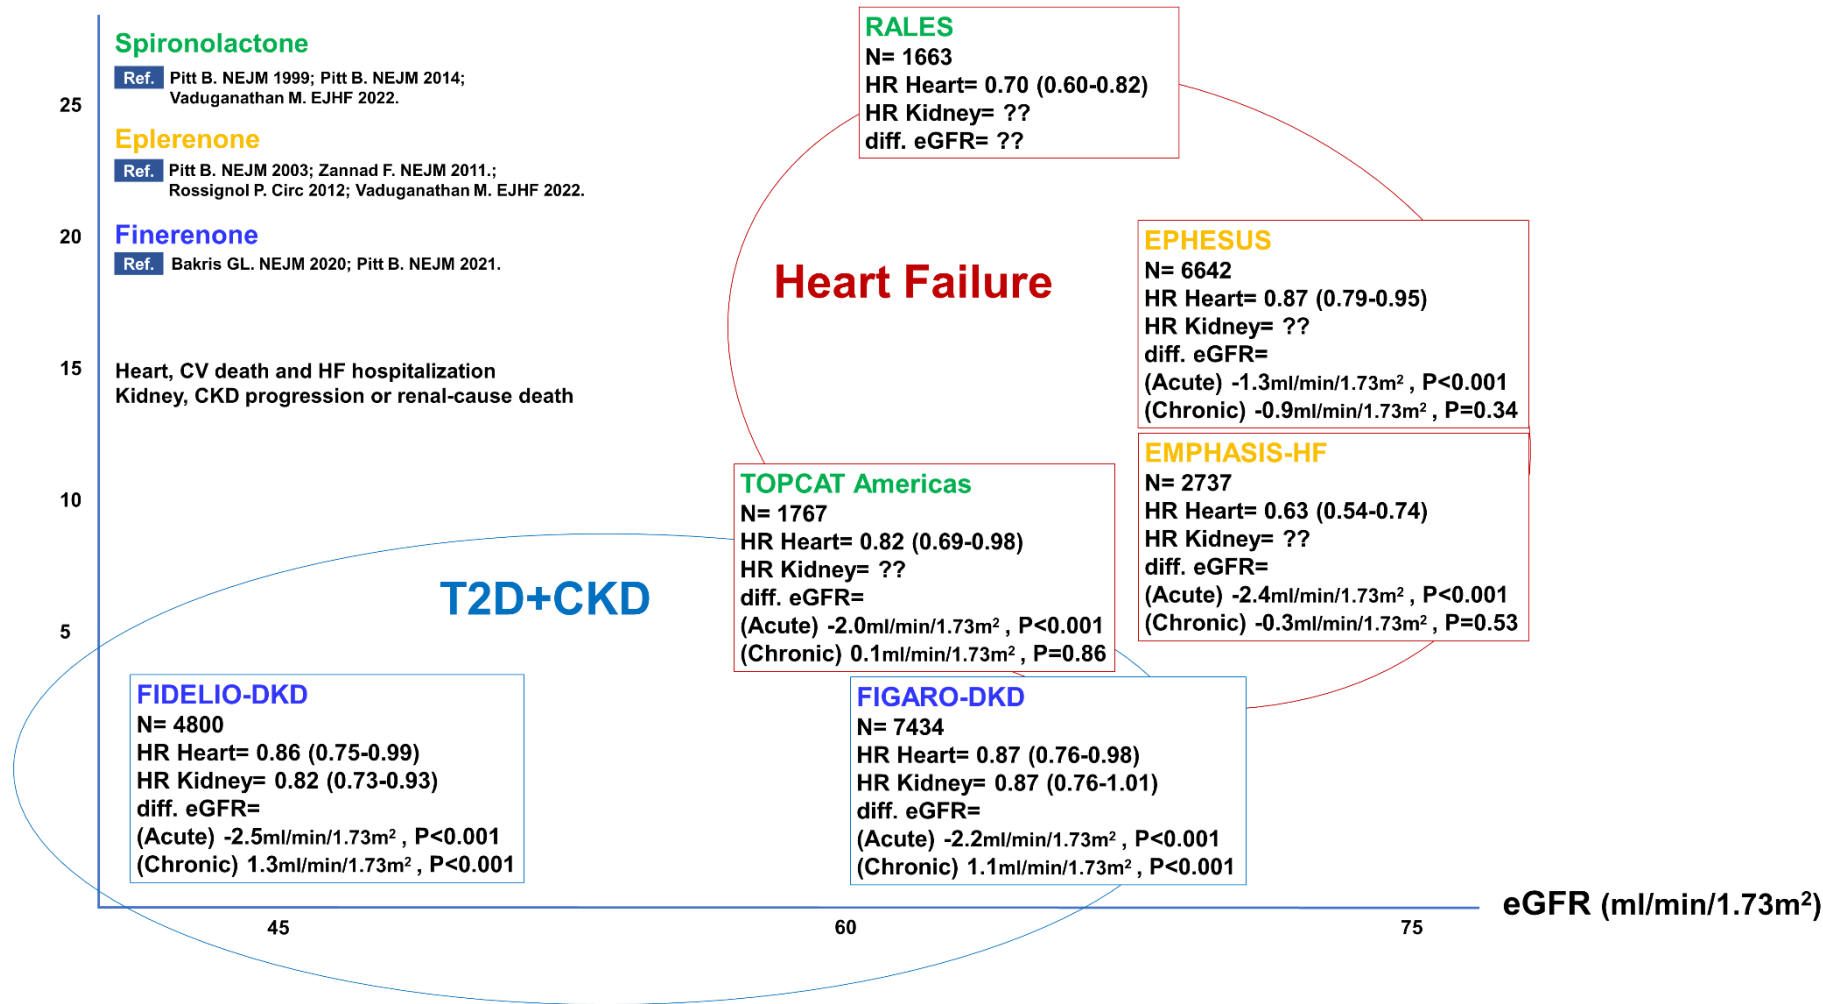 Spironolactone
Ref. Pitt B. NEJM 1999; Pitt B. NEJM 2014;
Vaduganathan M. EJHF 2022.
Eplerenone
Ref. Pitt B. NEJM 2003; Zannad F. NEJM 2011.;
Rossignol P. Circ 2012; Vaduganathan M. EJHF 2022.
Finerenone
Ref. Bakris GL. NEJM 2020; Pitt B. NEJM 2021.
Heart, CV death and HF hospitalization
Kidney, CKD progression or renal-cause death
25
20
15
10
5
RALES
N= 1663
HR Heart= 0.70 (0.60-0.82)
HR Kidney= ??
diff. eGFR= ??
Heart Failure
EPHESUS
N= 6642
HR Heart= 0.87 (0.79-0.95)
HR Kidney= ??
diff. eGFR=
(Acute) -1.3ml/min/1.73m² , P<0.001
(Chronic) -0.9ml/min/1.73m² , P=0.34
EMPHASIS-HF
N= 2737
HR Heart= 0.63 (0.54-0.74)
HR Kidney= ??
diff. eGFR=
(Acute) -2.4ml/min/1.73m² , P<0.001
(Chronic) -0.3ml/min/1.73m² , P=0.53
TOPCAT Americas
N= 1767
HR Heart= 0.82 (0.69-0.98)
HR Kidney= ??
diff. eGFR=
(Acute) -2.0ml/min/1.73m² , P<0.001
(Chronic) 0.1ml/min/1.73m² , P=0.86
T2D+CKD
FIDELIO-DKD
N= 4800
HR Heart= 0.86 (0.75-0.99)
HR Kidney= 0.82 (0.73-0.93)
diff. eGFR=
(Acute) -2.5ml/min/1.73m² , P<0.001
(Chronic) 1.3ml/min/1.73m² , P<0.001
FIGARO-DKD
N= 7434
HR Heart= 0.87 (0.76-0.98)
HR Kidney= 0.87 (0.76-1.01)
diff. eGFR=
(Acute) -2.2ml/min/1.73m² , P<0.001
(Chronic) 1.1ml/min/1.73m² , P<0.001
45
60
75
eGFR (ml/min/1.73m²)